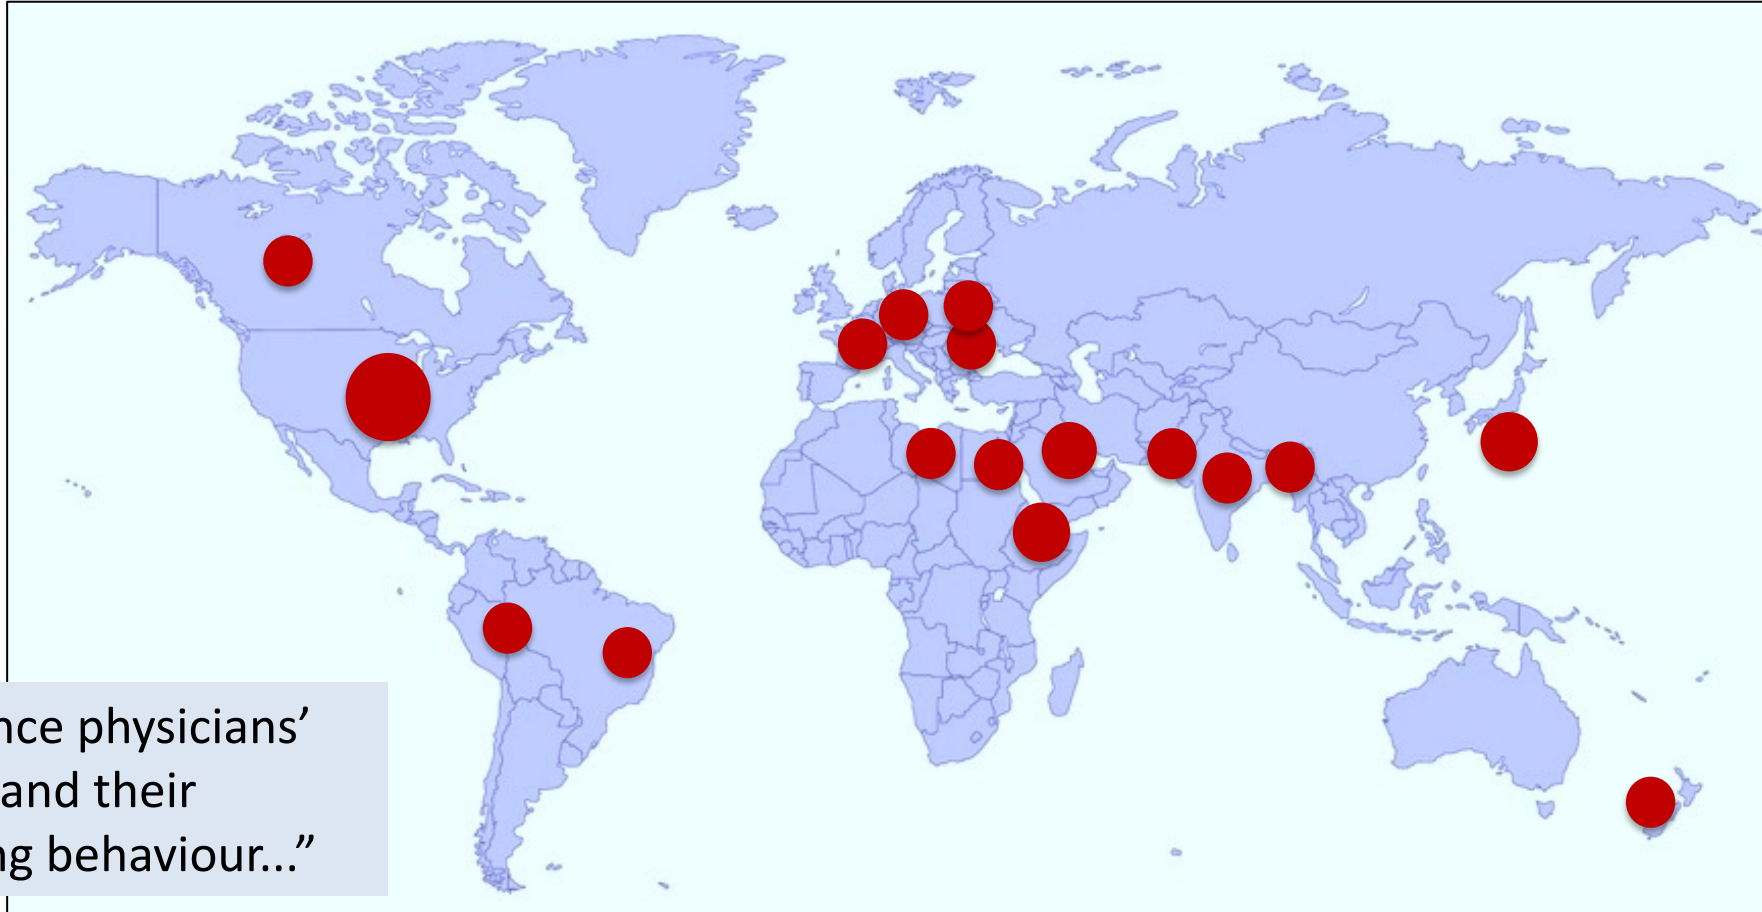 nce physicians’
and their
ng behaviour...”